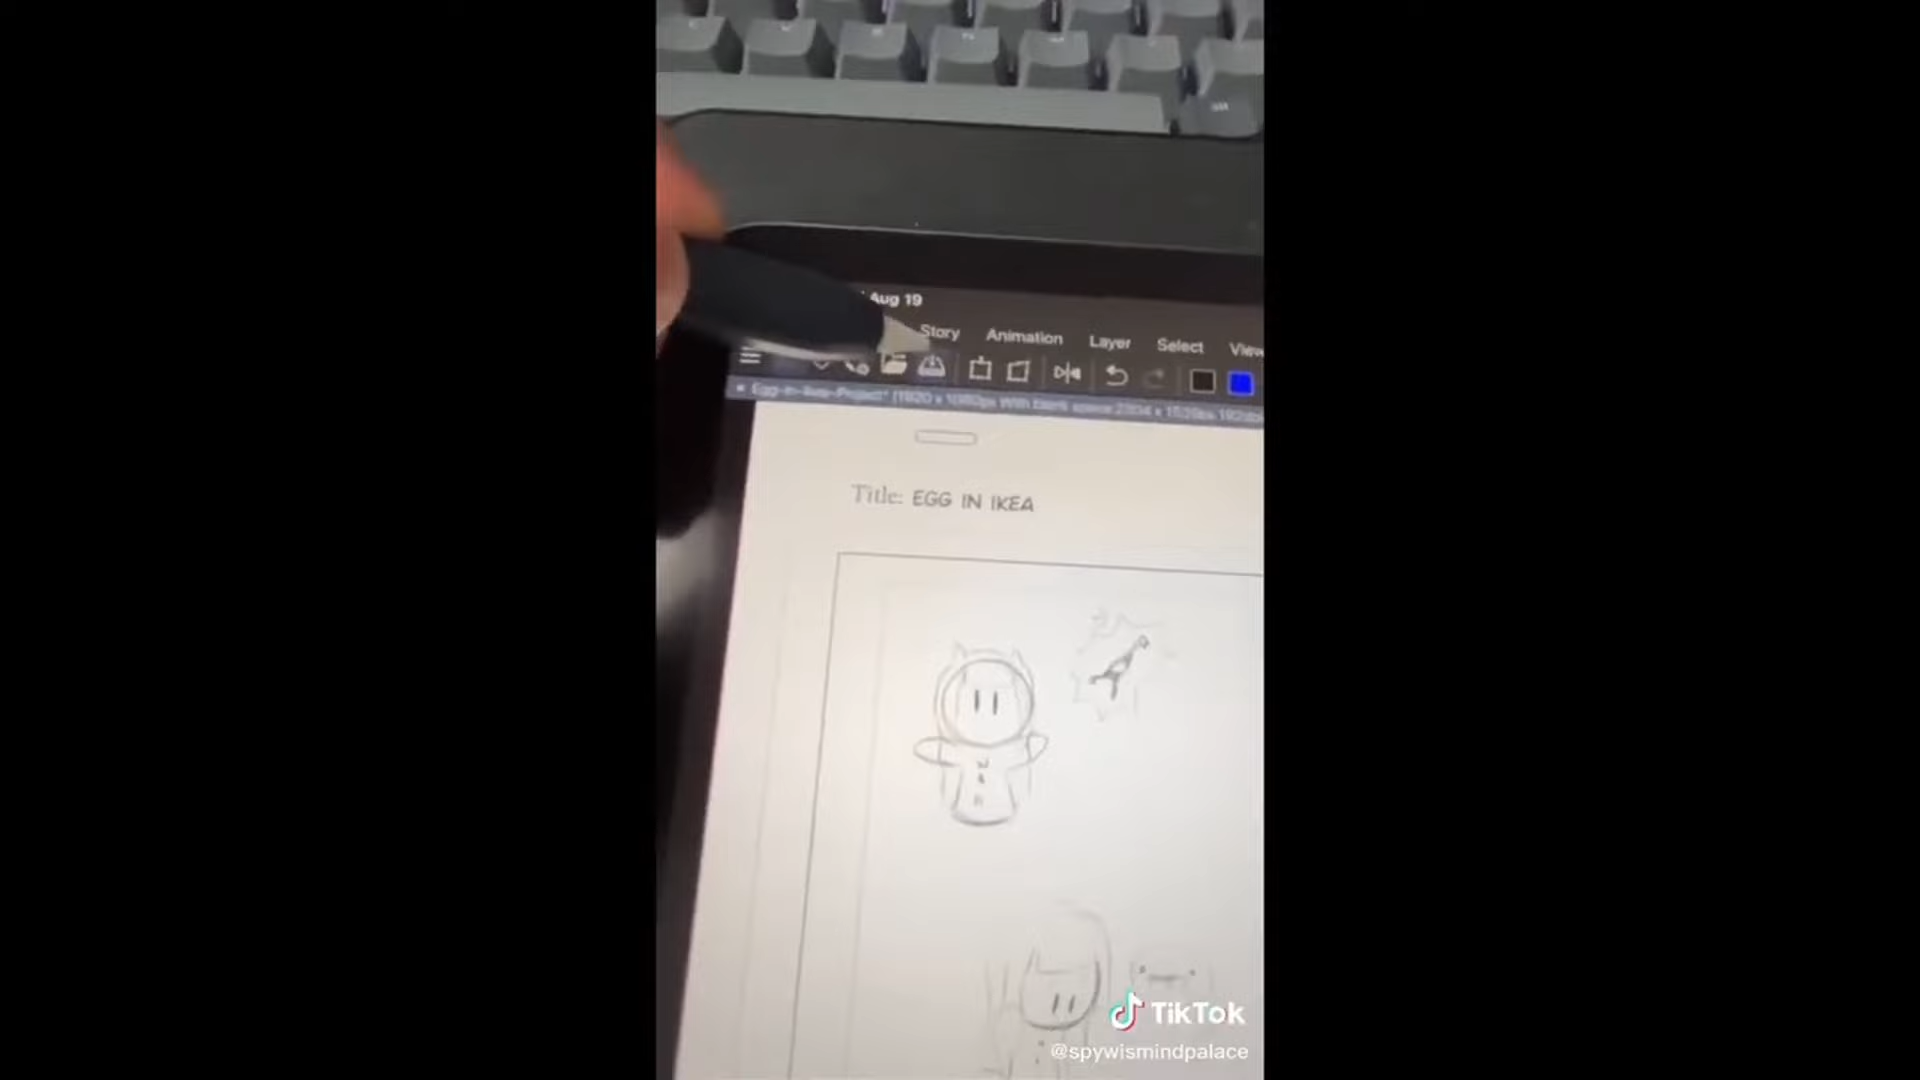 Aug 19
Story Animation Layer Select View
Title: EGG IN IKEA
TikTok
@spywismindpalace